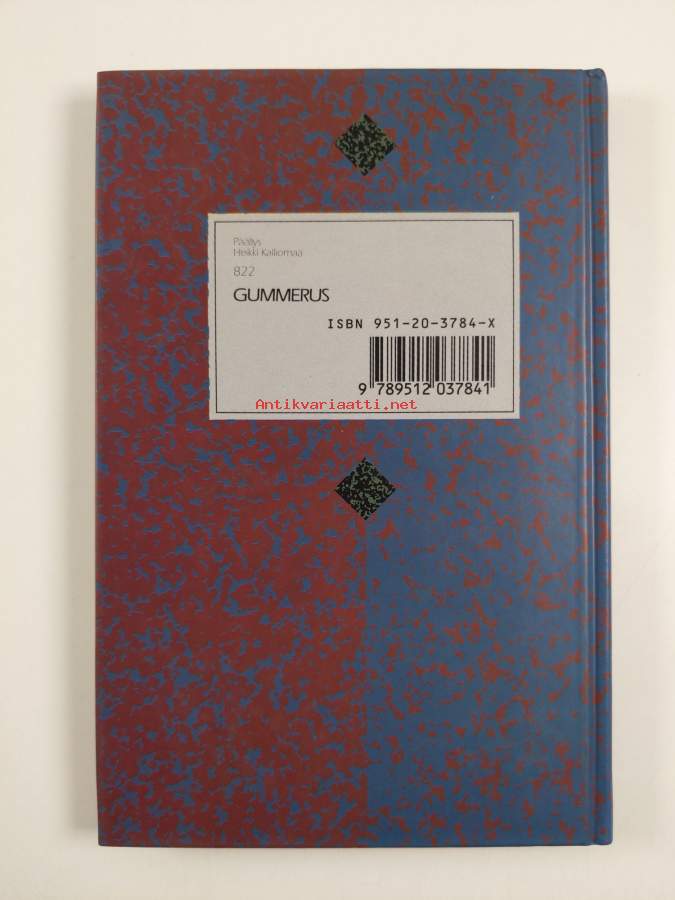 Päällys
Heikki Kalliomaa
822
GUMMERUS
ISBN 951-20-3784-X
9 789512 037841
Antikvariaatti.net